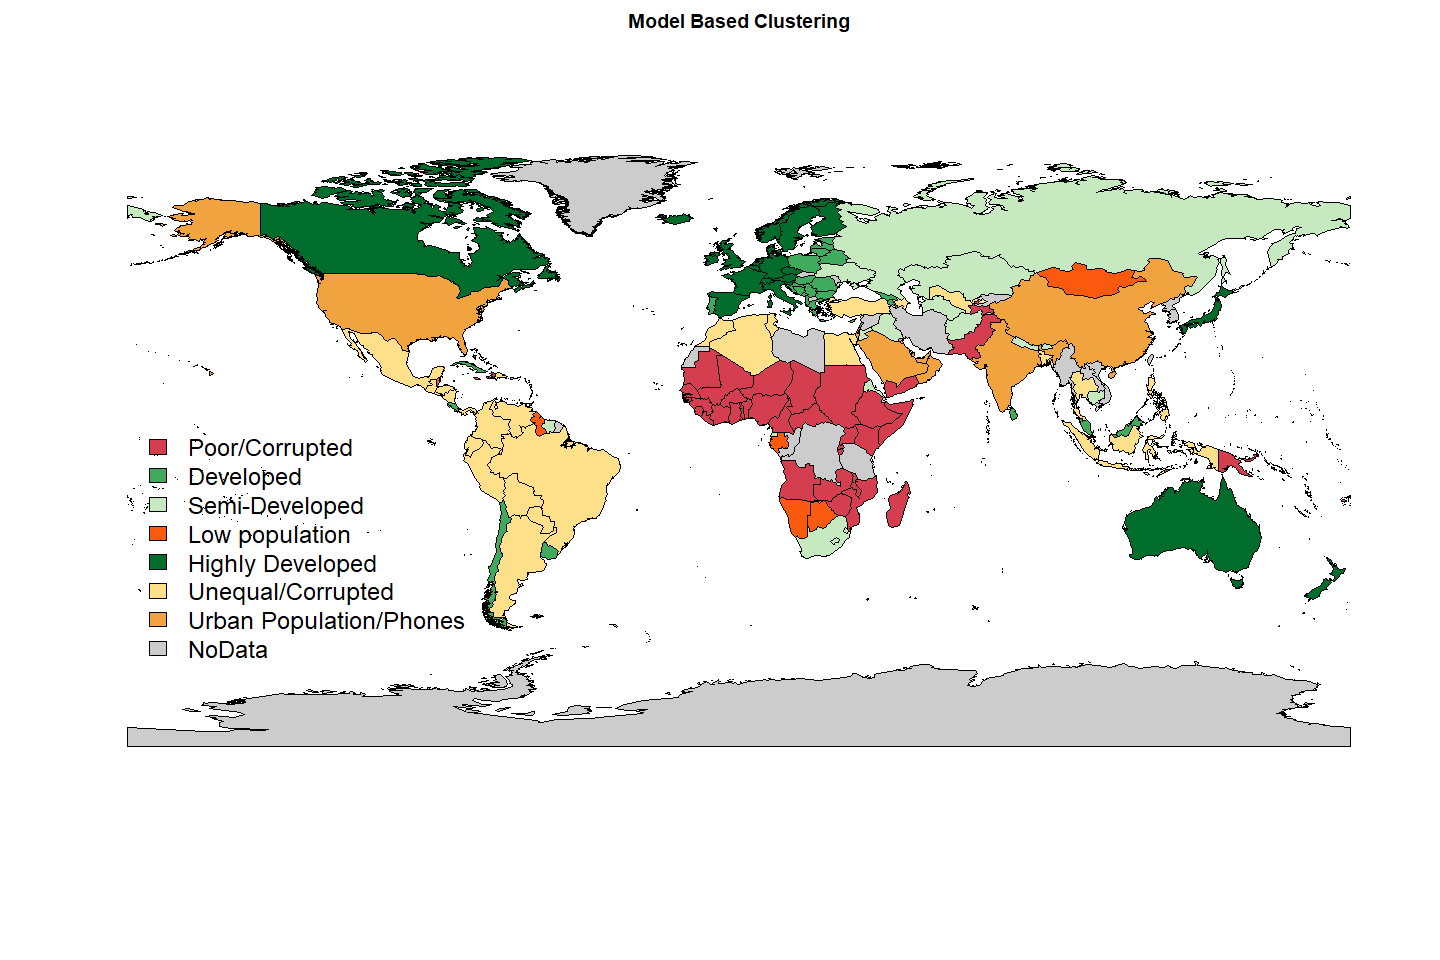 Model Based Clustering
Poor/Corrupted
Developed
Semi-Developed
Low population
Highly Developed
Unequal/Corrupted
Urban Population/Phones
NoData